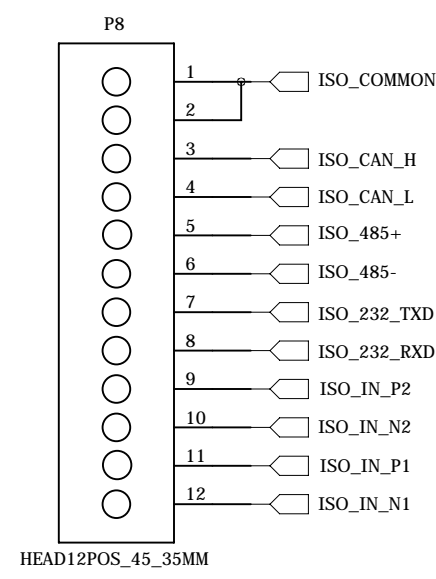 P8
1 ISO_COMMON
2
3 ISO_CAN_H
4 ISO_CAN_L
5 ISO_485+
6 ISO_485-
7 ISO_232_TXD
8 ISO_232_RXD
9 ISO_IN_P2
10 ISO_IN_N2
11 ISO_IN_P1
12 ISO_IN_N1
HEAD12POS_45_35MM